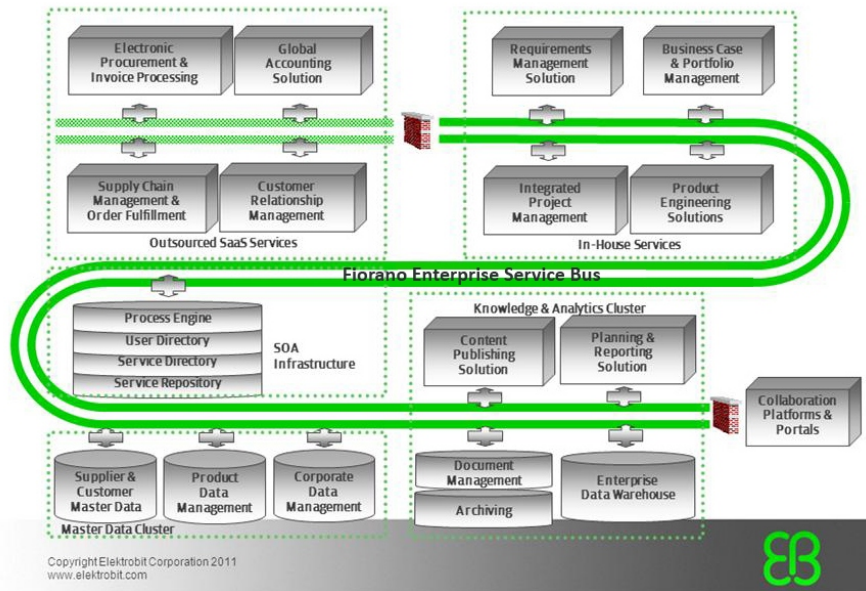 Electronic
Procurement &
Invoice Processing
Global
Accounting
Solution
Requirements
Management
Solution
Business Case
& Portfolio
Management
Supply Chain
Management &
Order Fulfillment
Customer
Relationship
Management
Integrated
Project
Management
Product
Engineering
Solutions
Outsourced SaaS Services
In-House Services
Fiorano Enterprise Service Bus
Process Engine
User Directory
Service Directory
Service Repository
SOA
Infrastructure
Knowledge & Analytics Cluster
Content
Publishing
Solution
Planning &
Reporting
Solution
Collaboration
Platforms &
Portals
Supplier &
Customer
Master Data
Product
Data
Management
Corporate
Data
Management
Document
Management
Archiving
Enterprise
Data Warehouse
Master Data Cluster
Copyright Elektrobit Corporation 2011
www.elektrobit.com
EB